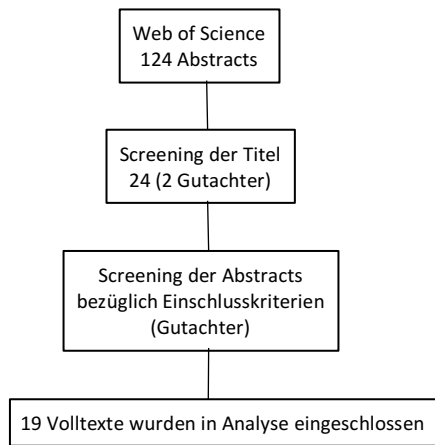 Web of Science
124 Abstracts
Screening der Titel
24 (2 Gutachter)
Screening der Abstracts
bezüglich Einschlusskriterien
(Gutachter)
19 Volltexte wurden in Analyse eingeschlossen